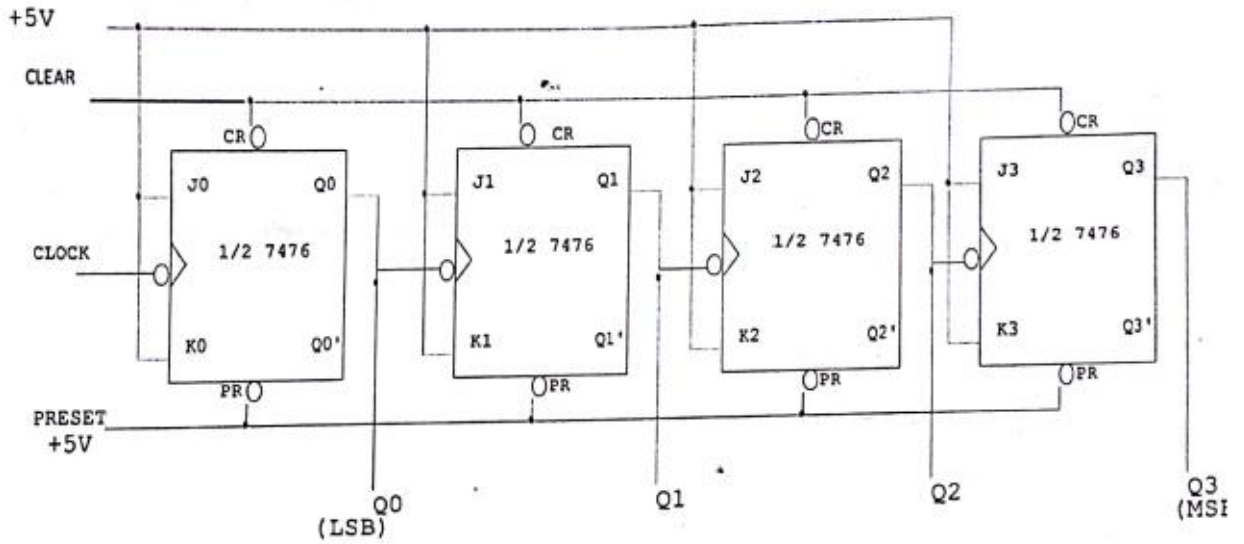 +5V
CLEAR
CR CR CR CR
J0 Q0 J1 Q1 J2 Q2 J3 Q3
CLOCK 1/2 7476 1/2 7476 1/2 7476 1/2 7476
K0 Q0' K1 Q1' K2 Q2' K3 Q3'
PR PR PR PR
PRESET
+5V
Q0 Q1 Q2 Q3
(LSB) (MSI